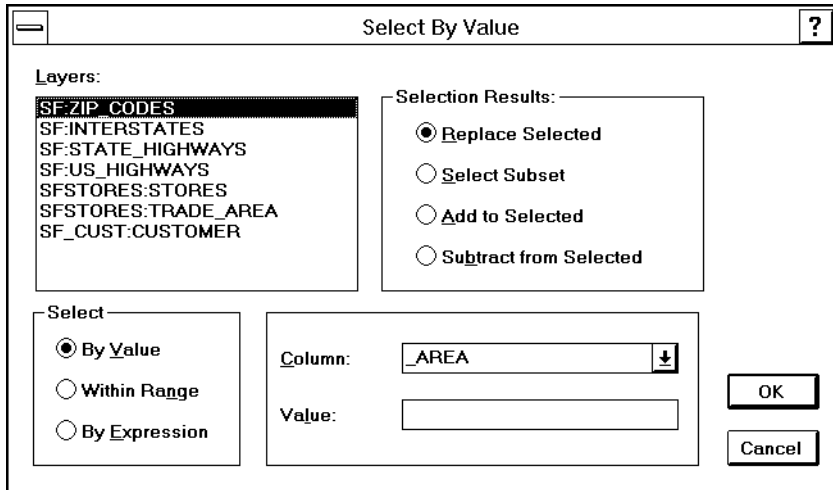 Select By Value
?
Layers:
SF:ZIP_CODES
SF:INTERSTATES
SF:STATE_HIGHWAYS
SF:US_HIGHWAYS
SFSTORES:STORES
SFSTORES:TRADE_AREA
SF_CUST:CUSTOMER
Selection Results:
Replace Selected
Select Subset
Add to Selected
Subtract from Selected
Select
By Value
Within Range
By Expression
Column:
_AREA
Value:
OK
Cancel